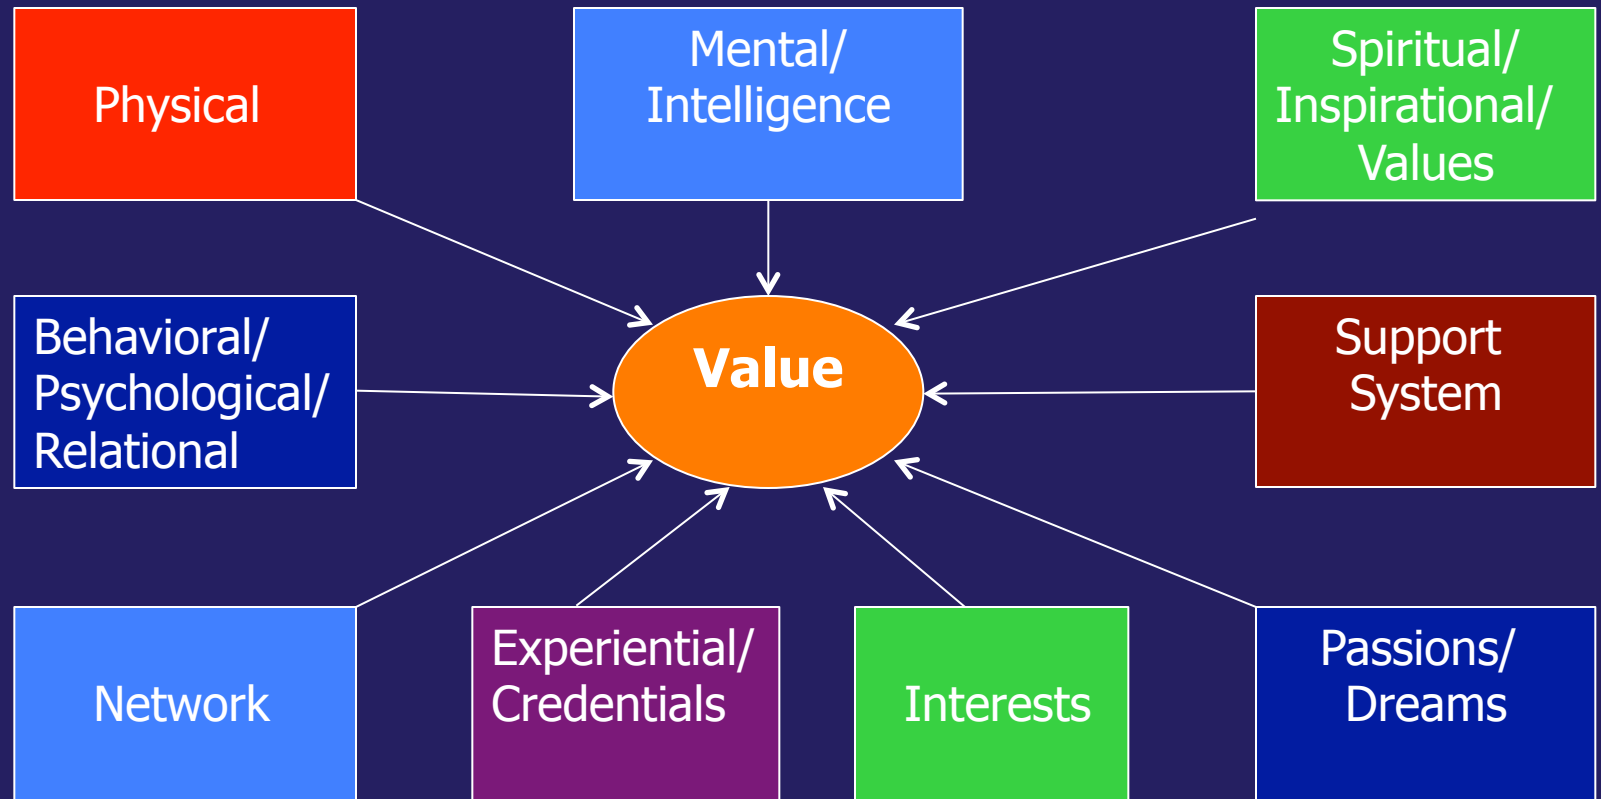 Physical
Mental/
Intelligence
Spiritual/
Inspirational/
Values
Behavioral/
Psychological/
Relational
Value
Support
System
Network
Experiential/
Credentials
Interests
Passions/
Dreams